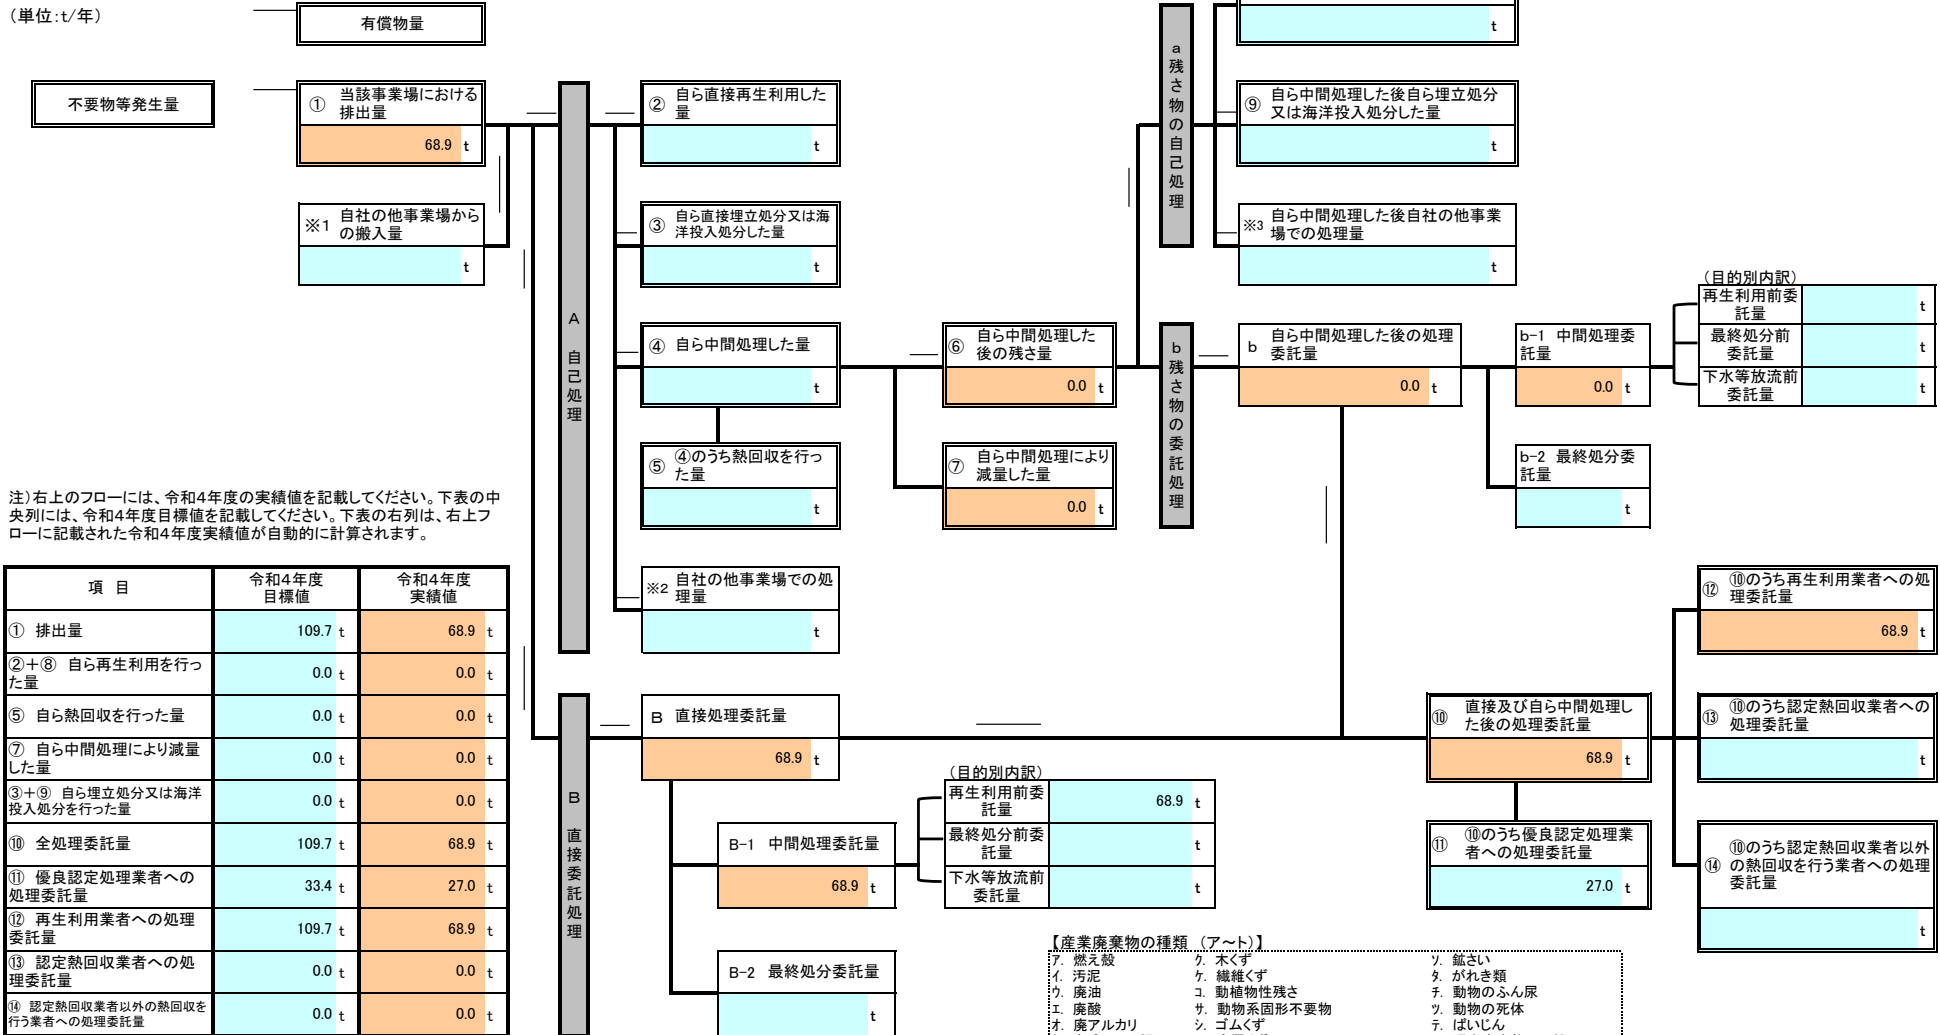 （単位：ｔ/年）
有償物量
不要物等発生量
① 当該事業場における
排出量
68.9 t
※1 自社の他事業場から
の搬入量
t
A 自己処理
② 自ら直接再生利用した
量
t
③ 自ら直接埋立処分又は海
洋投入処分した量
t
④ 自ら中間処理した量
t
⑤ ④のうち熱回収を行っ
た量
t
※2 自社の他事業場での処
理量
t
⑥ 自ら中間処理した
後の残さ量
0.0 t
⑦ 自ら中間処理により
減量した量
0.0 t
a 残さ物の自己処理
t
⑨ 自ら中間処理した後自ら埋立処分
又は海洋投入処分した量
t
※3 自ら中間処理した後自社の他事業
場での処理量
t
b 残さ物の委託処理
b 自ら中間処理した後の処理
委託量
0.0 t
b-1 中間処理委
託量
0.0 t
b-2 最終処分委
託量
t
（目的別内訳）
再生利用前委
託量 t
最終処分前
委託量 t
下水等放流前
委託量 t
注）右上のフローには、令和４年度の実績値を記載してください。下表の中
央列には、令和４年度目標値を記載してください。下表の右列は、右上フ
ローに記載された令和４年度実績値が自動的に計算されます。
項 目 令和４年度
目標値 令和４年度
実績値
① 排出量 109.7 t 68.9 t
②＋⑧ 自ら再生利用を行っ
た量 0.0 t 0.0 t
⑤ 自ら熱回収を行った量 0.0 t 0.0 t
⑦ 自ら中間処理により減量
した量 0.0 t 0.0 t
③＋⑨ 自ら埋立処分又は海洋
投入処分を行った量 0.0 t 0.0 t
⑩ 全処理委託量 109.7 t 68.9 t
⑪ 優良認定処理業者への
処理委託量 33.4 t 27.0 t
⑫ 再生利用業者への処理
委託量 109.7 t 68.9 t
⑬ 認定熱回収業者への処
理委託量 0.0 t 0.0 t
⑭ 認定熱回収業者以外の熱回収を
行う業者への処理委託量 0.0 t 0.0 t
B 直接委託処理
B 直接処理委託量
68.9 t
B-1 中間処理委託量
68.9 t
B-2 最終処分委託量
t
（目的別内訳）
再生利用前委
託量 68.9 t
最終処分前委
託量 t
下水等放流前
委託量 t
⑩ 直接及び自ら中間処理し
た後の処理委託量
68.9 t
⑪ ⑩のうち優良認定処理業
者への処理委託量
27.0 t
⑫ ⑩のうち再生利用業者への処
理委託量
68.9 t
⑬ ⑩のうち認定熱回収業者への
処理委託量
t
⑭ ⑩のうち認定熱回収業者以外
の熱回収を行う業者への処理
委託量
t
【産業廃棄物の種類 （ア～ト）】
ア. 燃え殻 ク. 木くず ソ. 鉱さい
イ. 汚泥 ケ. 繊維くず タ. がれき類
ウ. 廃油 コ. 動植物性残さ チ. 動物のふん尿
エ. 廃酸 サ. 動物系固形不要物 ツ. 動物の死体
オ. 廃アルカリ シ. ゴムくず テ. ばいじん